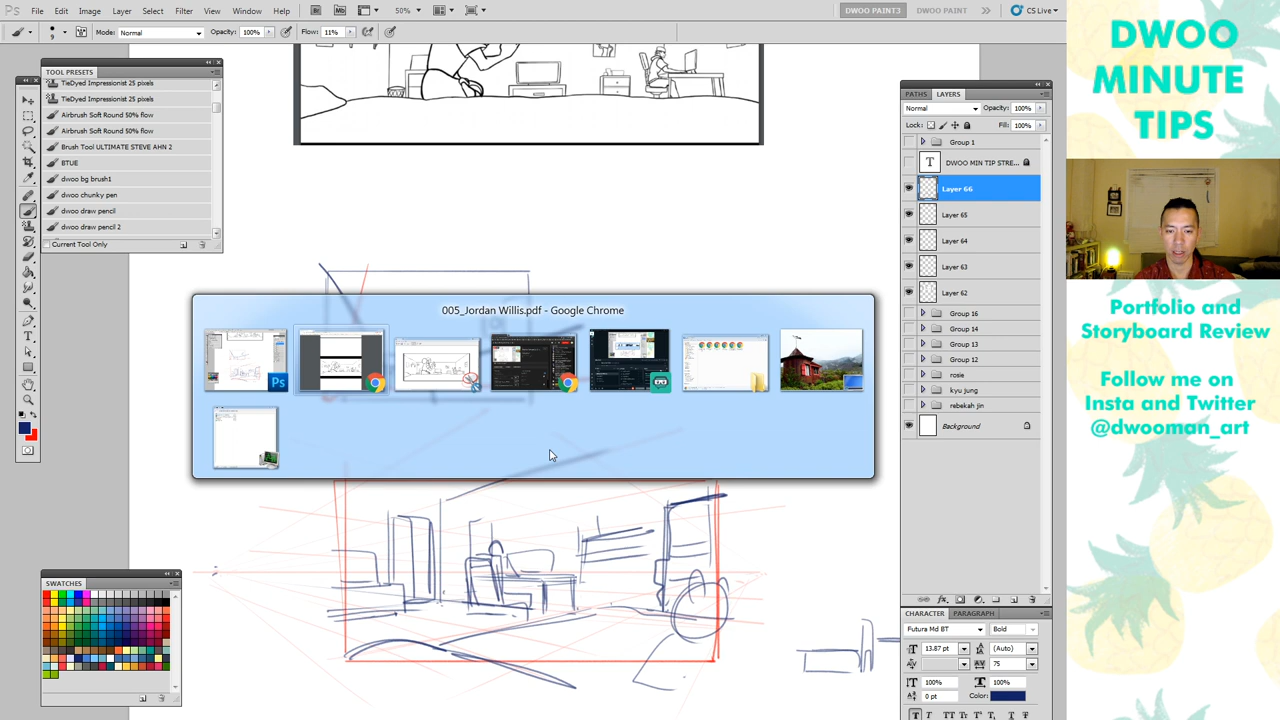 Ps
File
Edit
Image
Layer
Select
Filter
Analysis
3D
View
Window
Help
Br
Mb
50%
DWOO PAINT3
DWOO PAINT
CS Live
Mode:
Normal
Opacity:
100%
Flow:
11%
TOOL PRESETS
TieDyed Impressionist 25 pixels
TieDyed Impressionist 25 pixels
Airbrush Soft Round 50% flow
Airbrush Soft Round 50% flow
Brush Tool ULTIMATE STEVE AHN 2
BTUE
dwoo bg brush1
dwoo chunky pen
dwoo draw pencil
dwoo draw pencil 2
Current Tool Only
005_Jordan Willis.pdf - Google Chrome
Ps
SWATCHES
PATHS
LAYERS
Normal
Opacity:
100%
Lock:
Fill:
100%
Group 1
T
DWOO MIN TIP STRE...
Layer 66
Layer 65
Layer 64
Layer 63
Layer 62
Group 16
Group 14
Group 13
Group 12
rosie
kyu jung
rebekah jin
Background
CHARACTER
PARAGRAPH
Futura Md BT
Bold
13.87 pt
(Auto)
75
100%
100%
0 pt
Color:
DWOO
MINUTE
TIPS
Portfolio and
Storyboard Review
Follow me on
Insta and Twitter
@dwooman_art